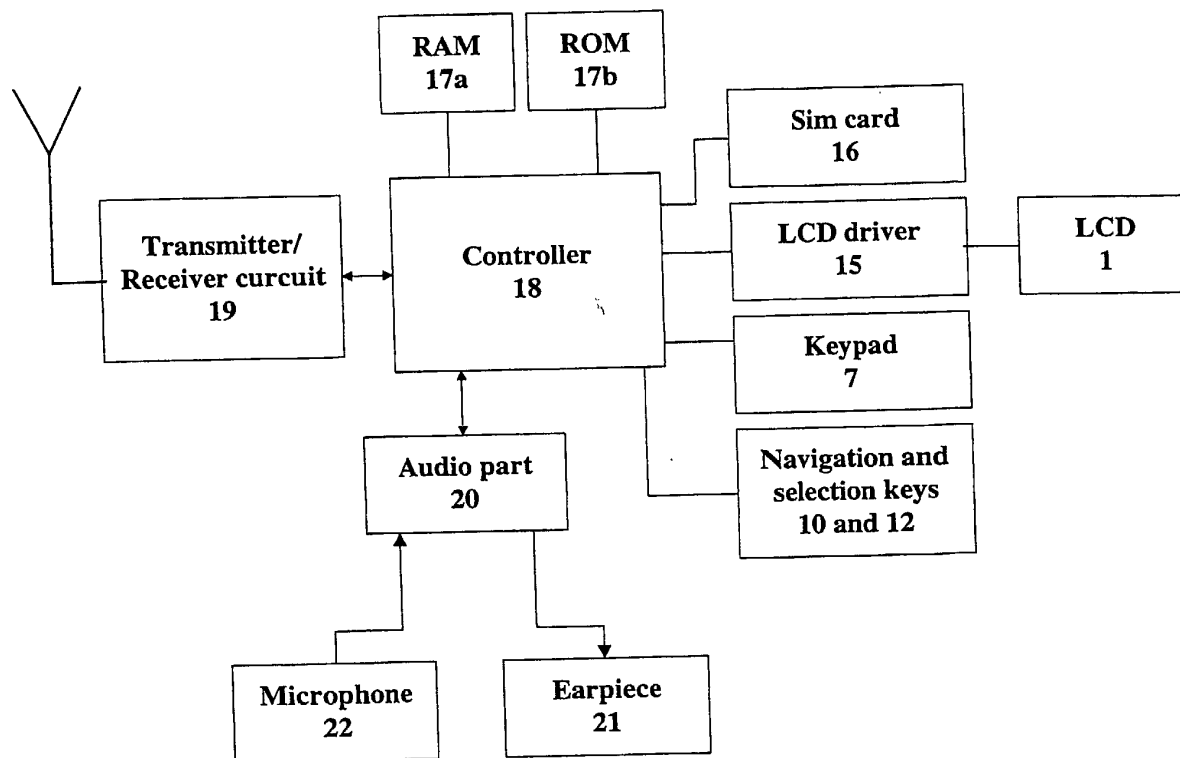 RAM
17a
ROM
17b
Sim card
16
Transmitter/
Receiver curcuit
19
Controller
18
LCD driver
15
LCD
1
Keypad
7
Audio part
20
Navigation and
selection keys
10 and 12
Microphone
22
Earpiece
21